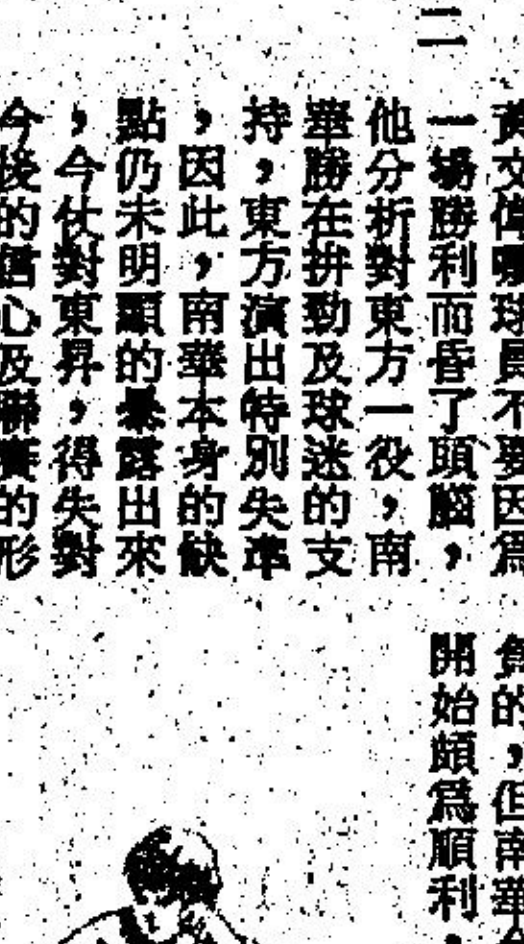 二
黃文偉囑球員不要因爲
一場勝利而昏了頭腦，
他分析對東方一役，南
華勝在拚勁及球迷的支
持，東方演出特別失準
，因此，南華本身的缺
點仍未明顯的暴露出來
，今仗對東昇，得失對
今後的信心及聯賽的形
的，但南華
開始頗爲順利，